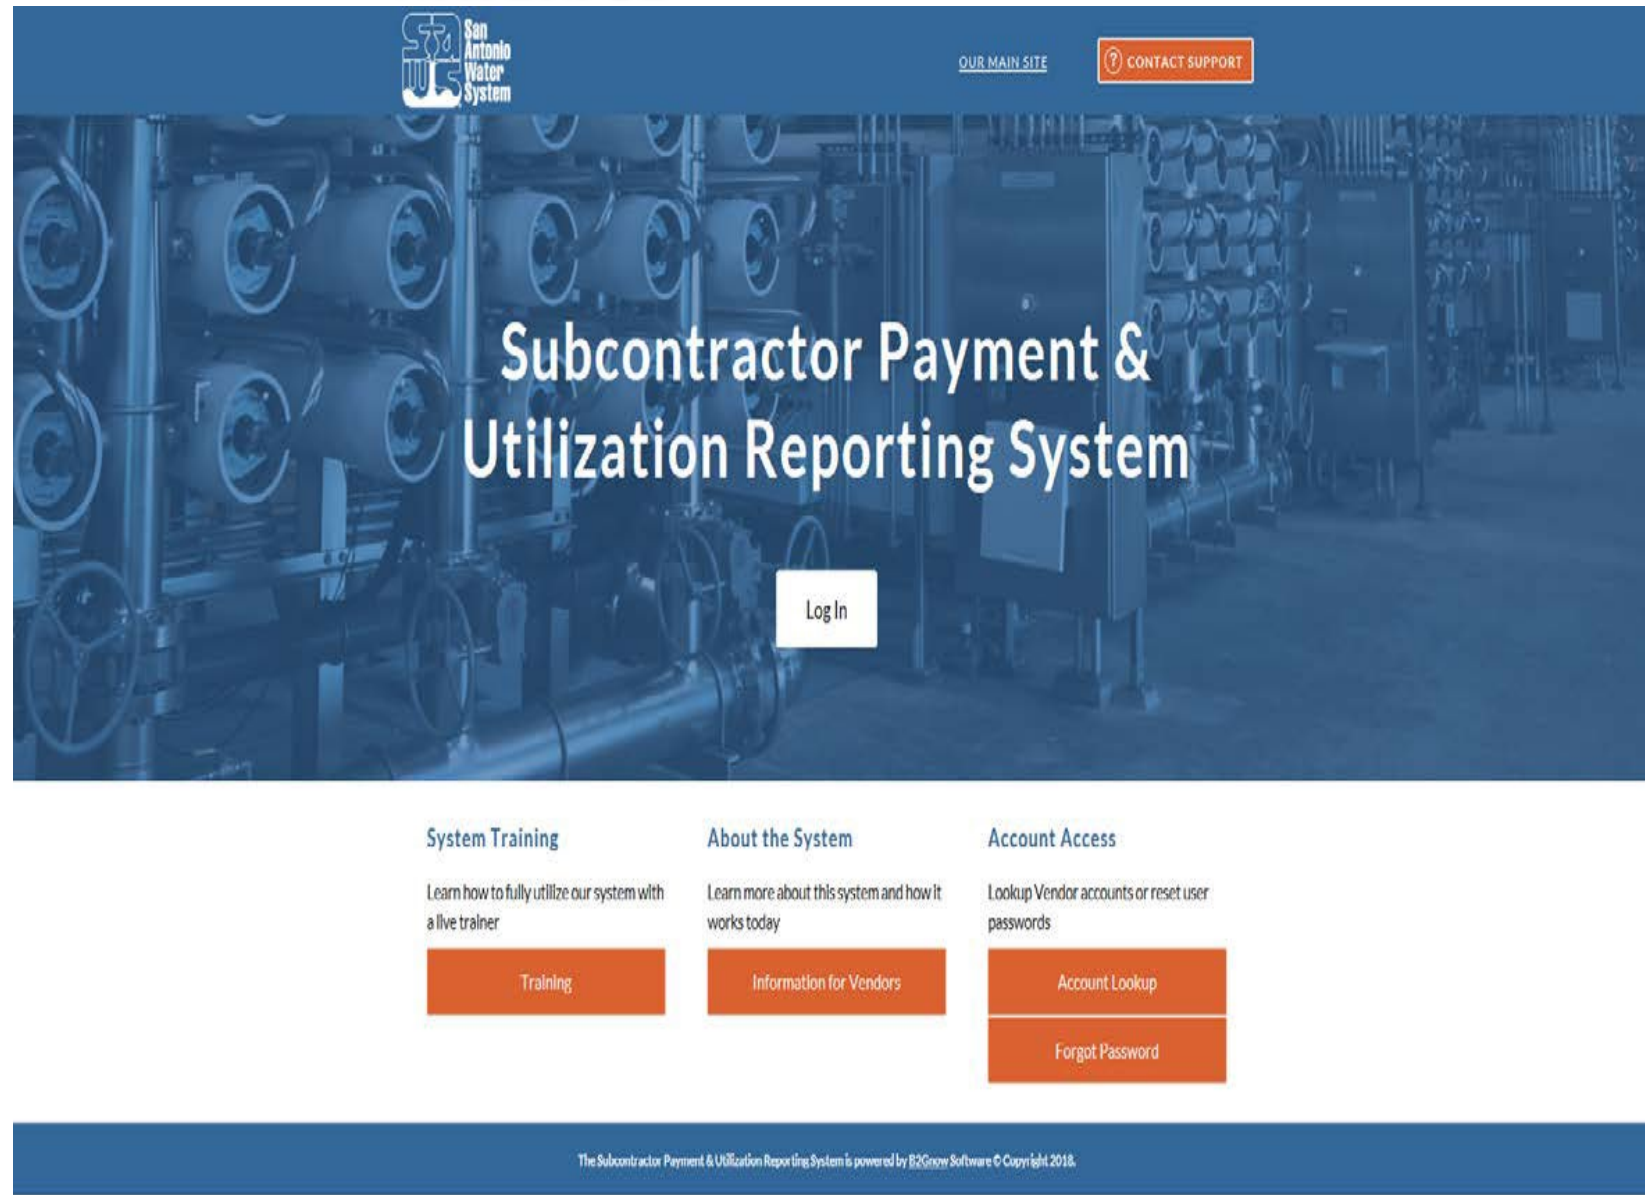 San
Antonio
Water
System
OUR MAIN SITE
? CONTACT SUPPORT
Subcontractor Payment &
Utilization Reporting System
Log In
System Training
Learn how to fully utilize our system with
a live trainer
Training
About the System
Learn more about this system and how it
works today
Information for Vendors
Account Access
Lookup Vendor accounts or reset user
passwords
Account Lookup
Forgot Password
The Subcontractor Payment & Utilization Reporting System is powered by B2Gnow Software © Copyright 2018.